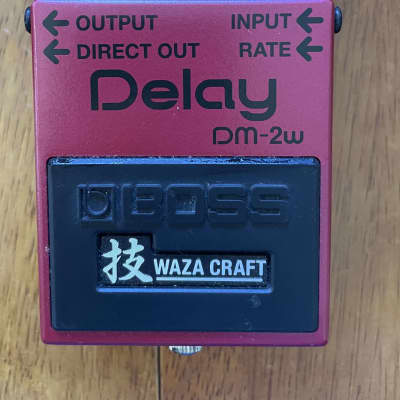 ← OUTPUT INPUT ←
← DIRECT OUT RATE ←
Delay
DM-2w
BOSS
技 WAZA CRAFT